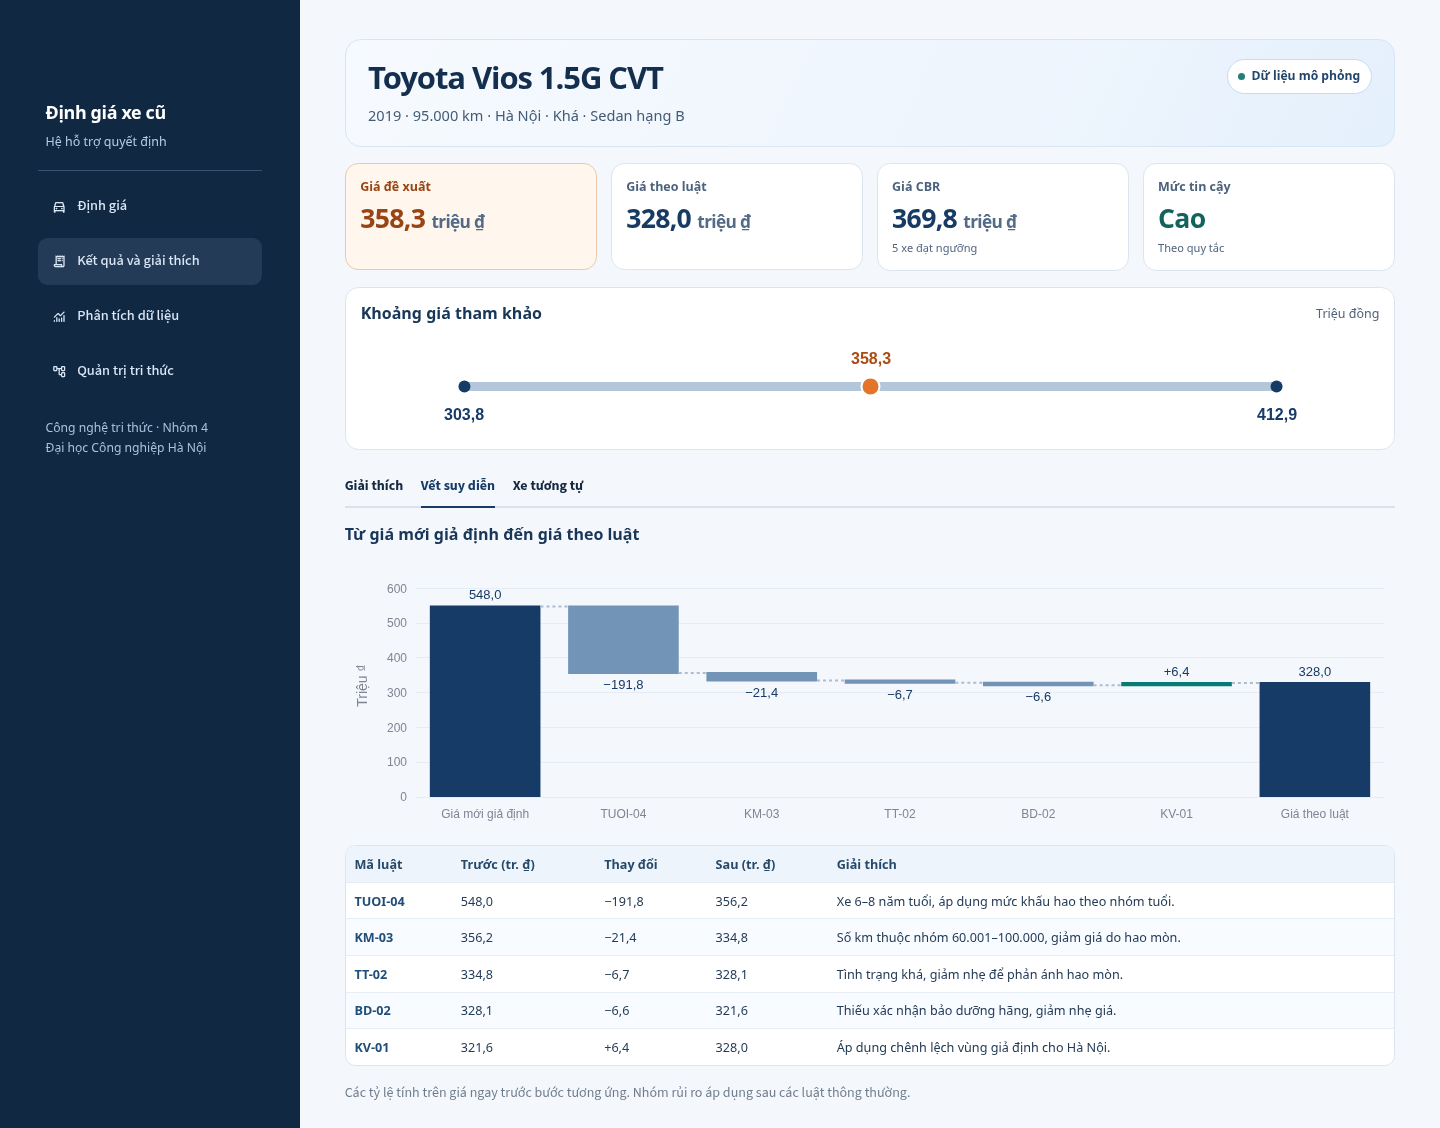 Định giá xe cũ
Hệ hỗ trợ quyết định
Định giá
Kết quả và giải thích
Phân tích dữ liệu
Quản trị tri thức
Công nghệ tri thức · Nhóm 4
Đại học Công nghiệp Hà Nội
Toyota Vios 1.5G CVT
Dữ liệu mô phỏng
2019 · 95.000 km · Hà Nội · Khá · Sedan hạng B
Giá đề xuất
358,3 triệu ₫
Giá theo luật
328,0 triệu ₫
Giá CBR
369,8 triệu ₫
5 xe đạt ngưỡng
Mức tin cậy
Cao
Theo quy tắc
Khoảng giá tham khảo
Triệu đồng
358,3
303,8
412,9
Giải thích
Vết suy diễn
Xe tương tự
Từ giá mới giả định đến giá theo luật
Triệu ₫
600
500
400
300
200
100
0
548,0
−191,8
−21,4
−6,7
−6,6
+6,4
328,0
Giá mới giả định
TUOI-04
KM-03
TT-02
BD-02
KV-01
Giá theo luật
Mã luật Trước (tr. ₫) Thay đổi Sau (tr. ₫) Giải thích
TUOI-04 548,0 −191,8 356,2 Xe 6–8 năm tuổi, áp dụng mức khấu hao theo nhóm tuổi.
KM-03 356,2 −21,4 334,8 Số km thuộc nhóm 60.001–100.000, giảm giá do hao mòn.
TT-02 334,8 −6,7 328,1 Tình trạng khá, giảm nhẹ để phản ánh hao mòn.
BD-02 328,1 −6,6 321,6 Thiếu xác nhận bảo dưỡng hãng, giảm nhẹ giá.
KV-01 321,6 +6,4 328,0 Áp dụng chênh lệch vùng giả định cho Hà Nội.
Các tỷ lệ tính trên giá ngay trước bước tương ứng. Nhóm rủi ro áp dụng sau các luật thông thường.